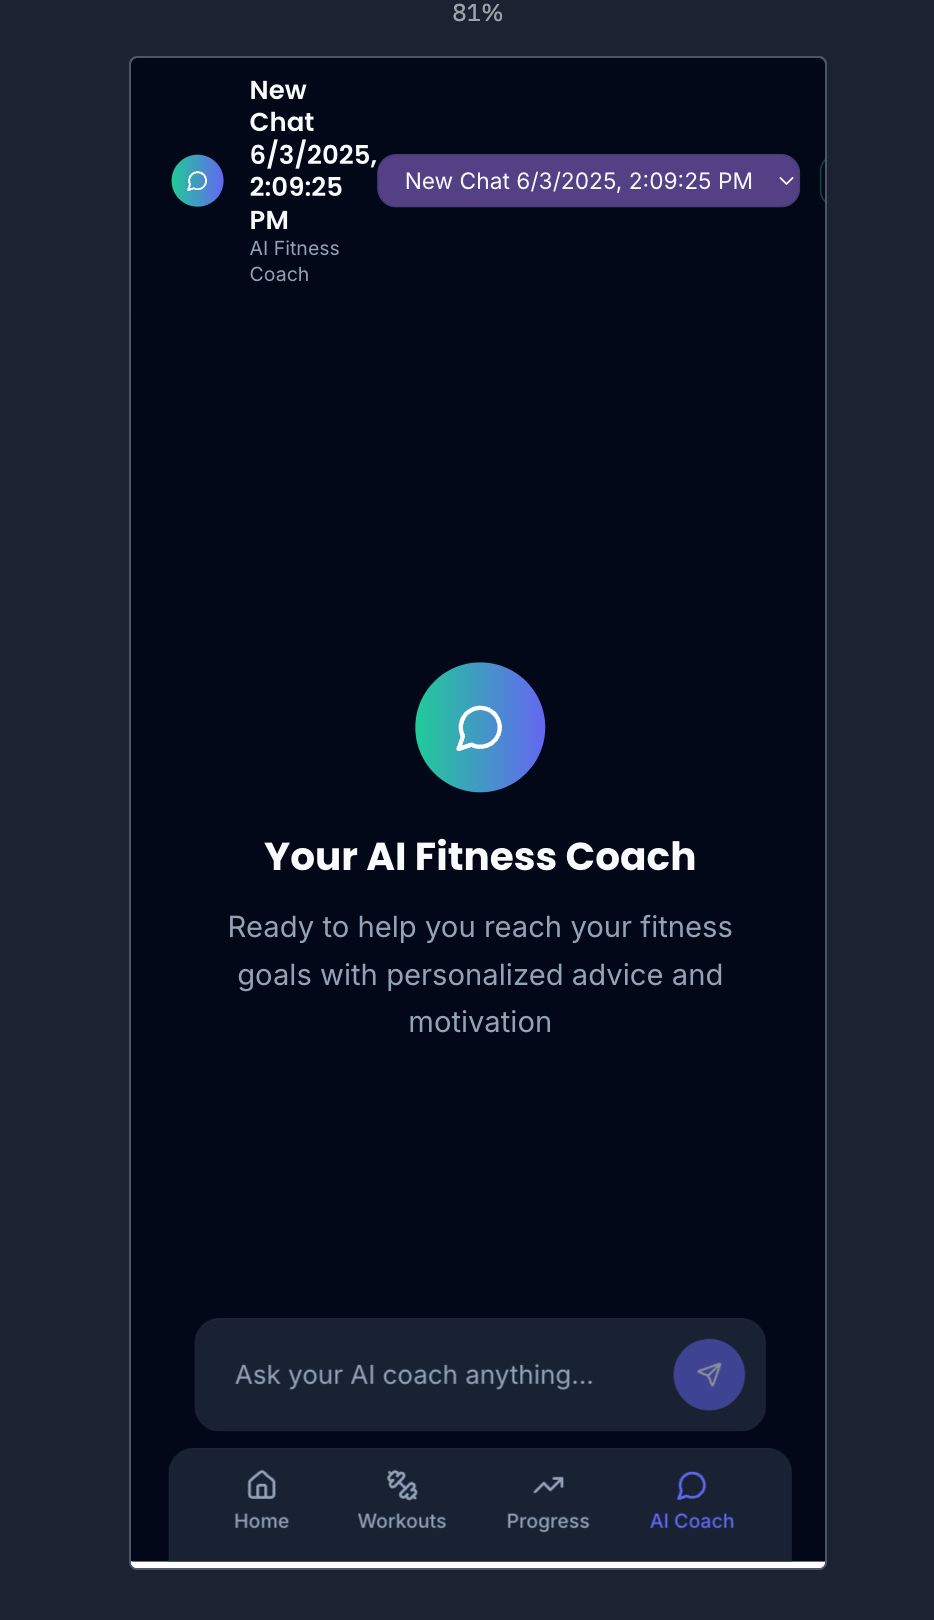 81%
New
Chat
6/3/2025,
2:09:25
PM
AI Fitness
Coach
New Chat 6/3/2025, 2:09:25 PM
Your AI Fitness Coach
Ready to help you reach your fitness
goals with personalized advice and
motivation
Ask your AI coach anything...
Home
Workouts
Progress
AI Coach